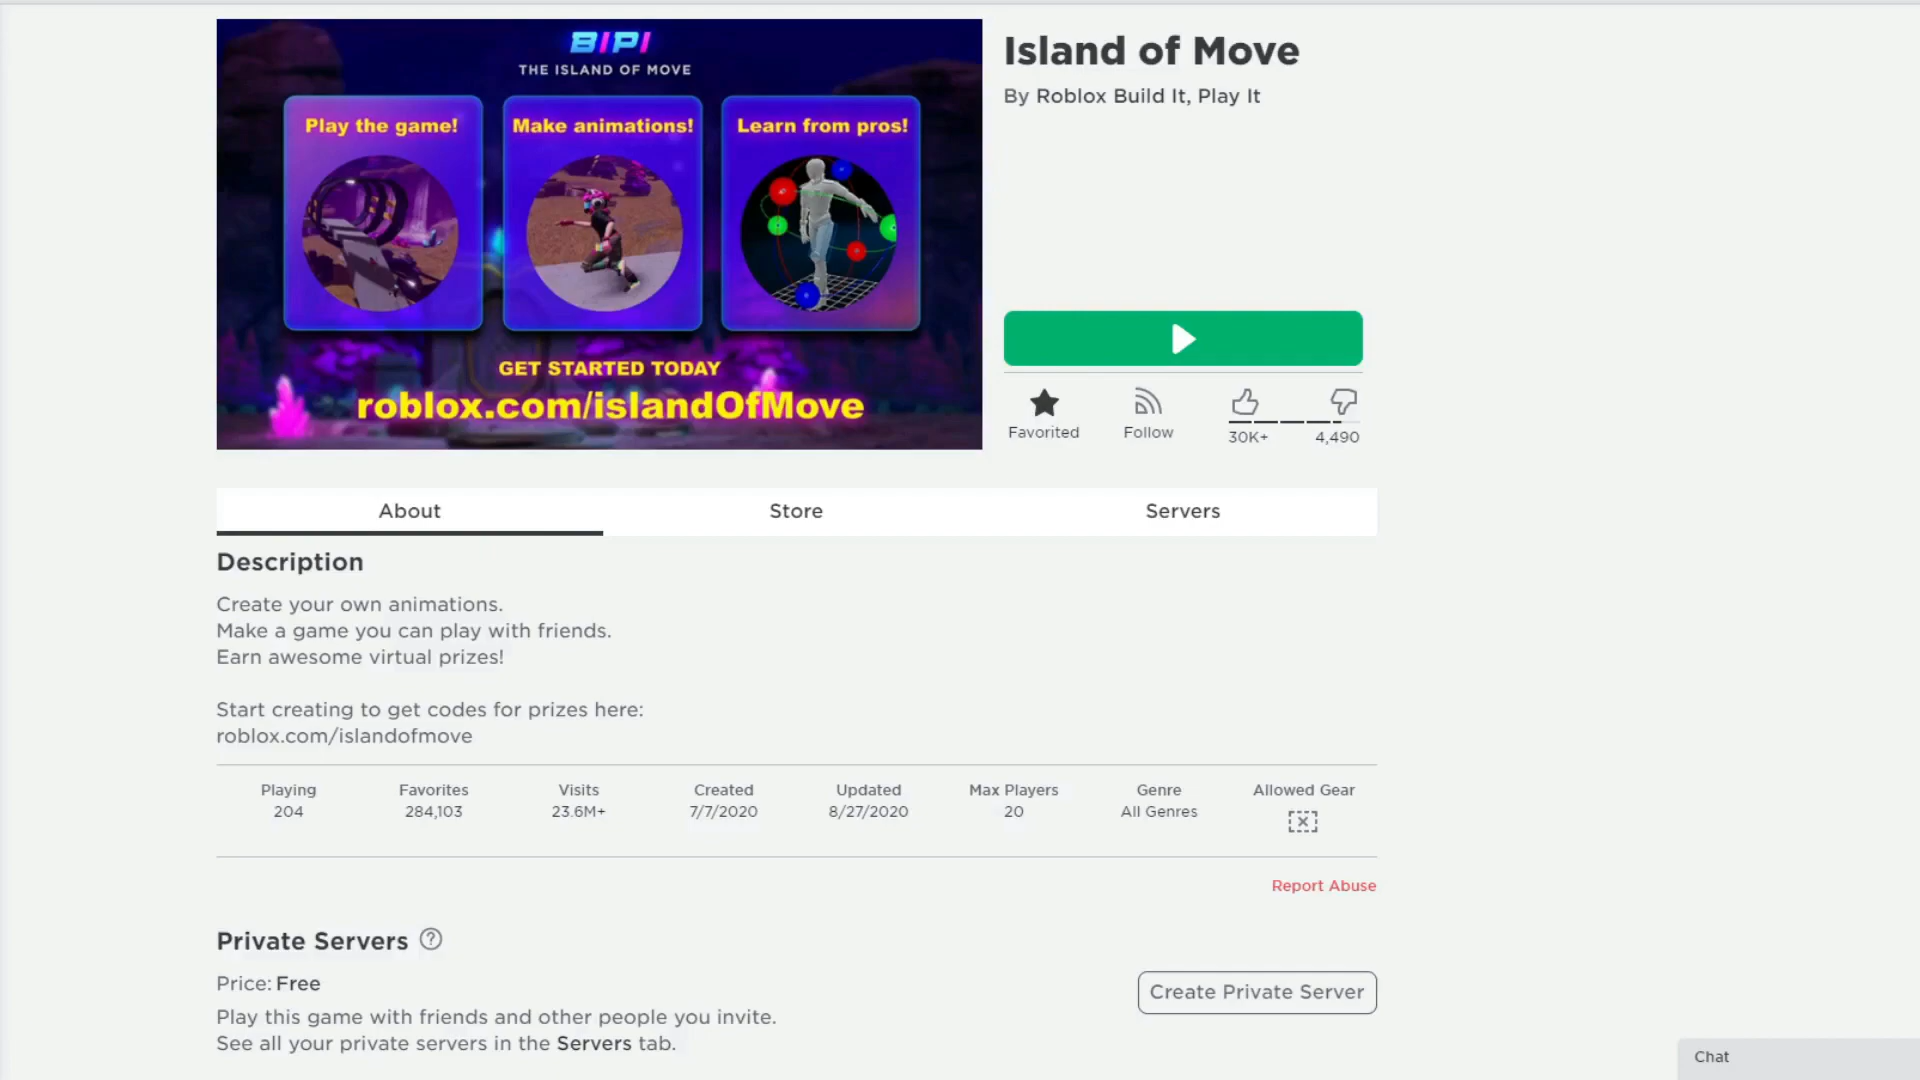 BIPI
THE ISLAND OF MOVE
Play the game!
Make animations!
Learn from pros!
GET STARTED TODAY
roblox.com/islandOfMove
Island of Move
By Roblox Build It, Play It
Favorited
Follow
30K+
4,490
About
Store
Servers
Description
Create your own animations.
Make a game you can play with friends.
Earn awesome virtual prizes!
Start creating to get codes for prizes here:
roblox.com/islandofmove
Playing
204
Favorites
284,103
Visits
23.6M+
Created
7/7/2020
Updated
8/27/2020
Max Players
20
Genre
All Genres
Allowed Gear
Report Abuse
Private Servers
Price: Free
Create Private Server
Play this game with friends and other people you invite.
See all your private servers in the Servers tab.
Chat